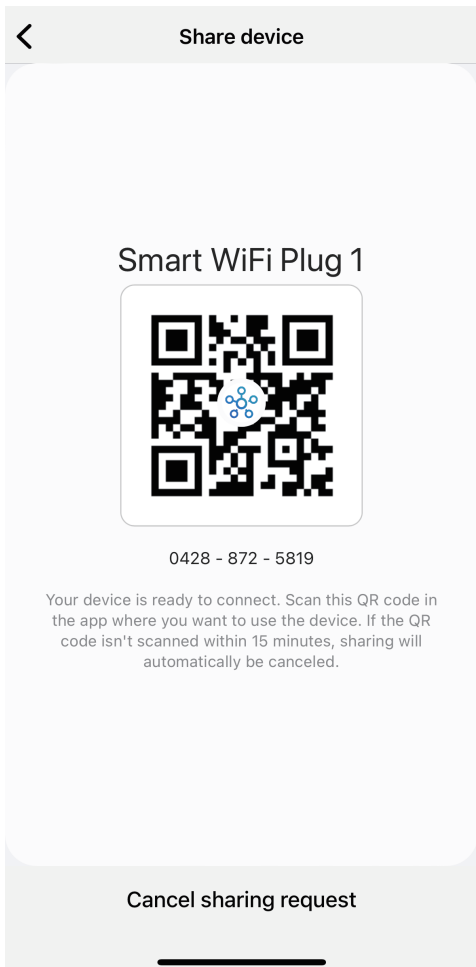 Share device
Smart WiFi Plug 1
0428 - 872 - 5819
Your device is ready to connect. Scan this QR code in
the app where you want to use the device. If the QR
code isn't scanned within 15 minutes, sharing will
automatically be canceled.
Cancel sharing request